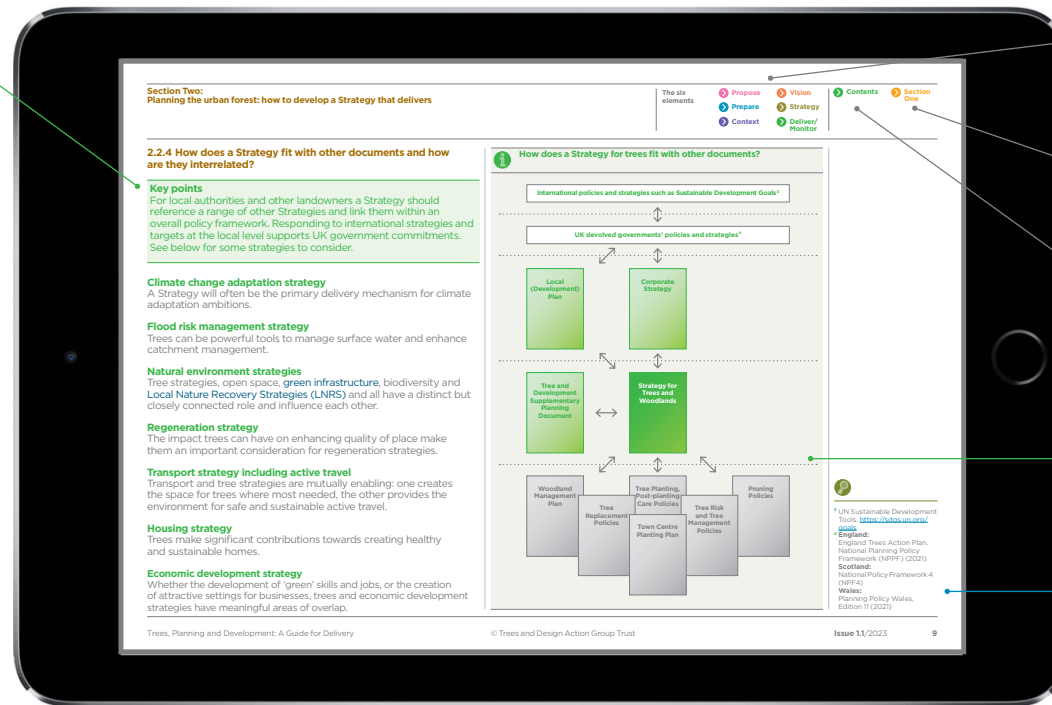 Section Two:
Planning the urban forest: how to develop a Strategy that delivers
The six
elements
Propose
Prepare
Context
Vision
Strategy
Deliver/
Monitor
Contents
Section
One
2.2.4 How does a Strategy fit with other documents and how
are they interrelated?
Key points
For local authorities and other landowners a Strategy should
reference a range of other Strategies and link them within an
overall policy framework. Responding to international strategies and
targets at the local level supports UK government commitments.
See below for some strategies to consider.
Climate change adaptation strategy
A Strategy will often be the primary delivery mechanism for climate
adaptation ambitions.
Flood risk management strategy
Trees can be powerful tools to manage surface water and enhance
catchment management.
Natural environment strategies
Tree strategies, open space, green infrastructure, biodiversity and
Local Nature Recovery Strategies (LNRS) and all have a distinct but
closely connected role and influence each other.
Regeneration strategy
The impact trees can have on enhancing quality of place make
them an important consideration for regeneration strategies.
Transport strategy including active travel
Transport and tree strategies are mutually enabling: one creates
the space for trees where most needed, the other provides the
environment for safe and sustainable active travel.
Housing strategy
Trees make significant contributions towards creating healthy
and sustainable homes.
Economic development strategy
Whether the development of 'green' skills and jobs, or the creation
of attractive settings for businesses, trees and economic development
strategies have meaningful areas of overlap.
i
How does a Strategy for trees fit with other documents?
International policies and strategies such as Sustainable Development Goals³
UK devolved governments' policies and strategies⁴
Local
(Development)
Plan
Corporate
Strategy
Tree and
Development
Supplementary
Planning
Document
Strategy for
Trees and
Woodlands
Woodland
Management
Plan
Tree
Replacement
Policies
Tree Planting,
Post-planting
Care Policies
Town Centre
Planting Plan
Tree Risk
and Tree
Management
Policies
Pruning
Policies
³ UN Sustainable Development
Tools. https://sdgs.un.org/
goals
⁴ England:
England Trees Action Plan.
National Planning Policy
Framework (NPPF) (2021)
Scotland:
National Policy Framework 4
(NPF4)
Wales:
Planning Policy Wales,
Edition 11 (2021)
Trees, Planning and Development: A Guide for Delivery
© Trees and Design Action Group Trust
Issue 1.1/2023
9